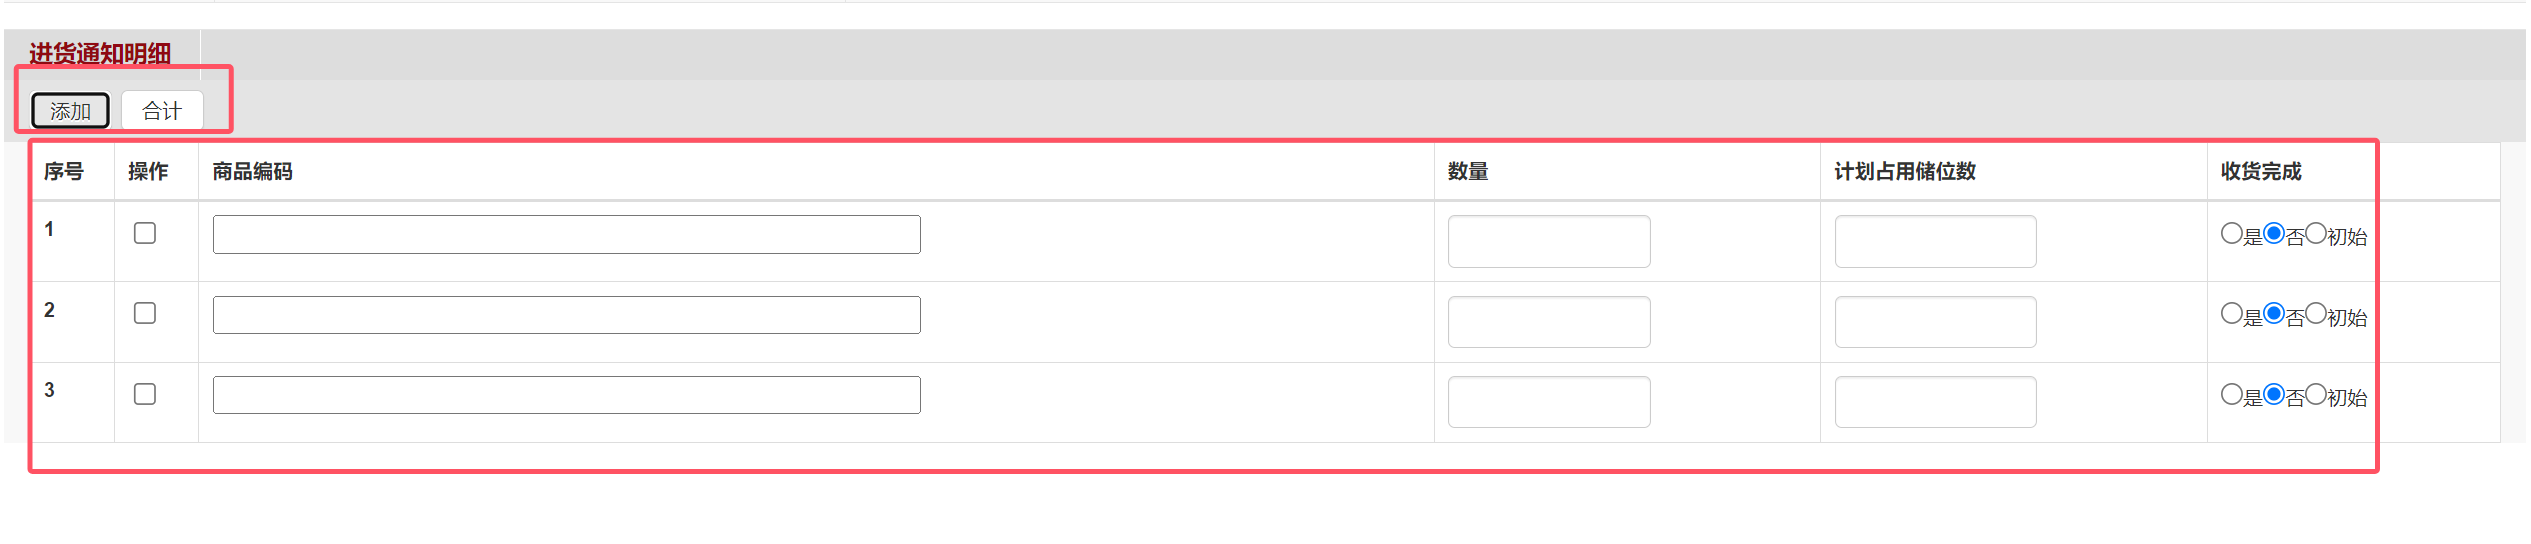 进货通知明细
添加 合计
序号 操作 商品编码 数量 计划占用储位数 收货完成
1 是 否 初始
2 是 否 初始
3 是 否 初始